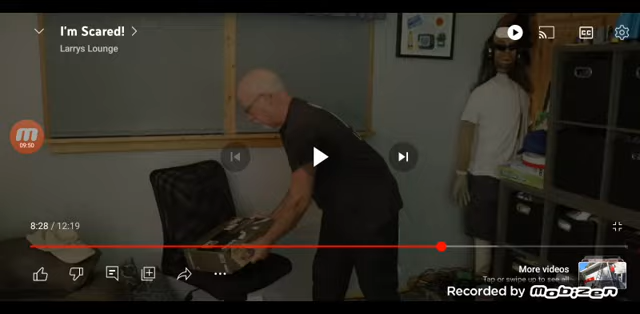 I'm Scared!
Larrys Lounge
CC
09:50
8:28 / 12:19
More videos
Tap or swipe up to see all
Recorded by MOBIZEN